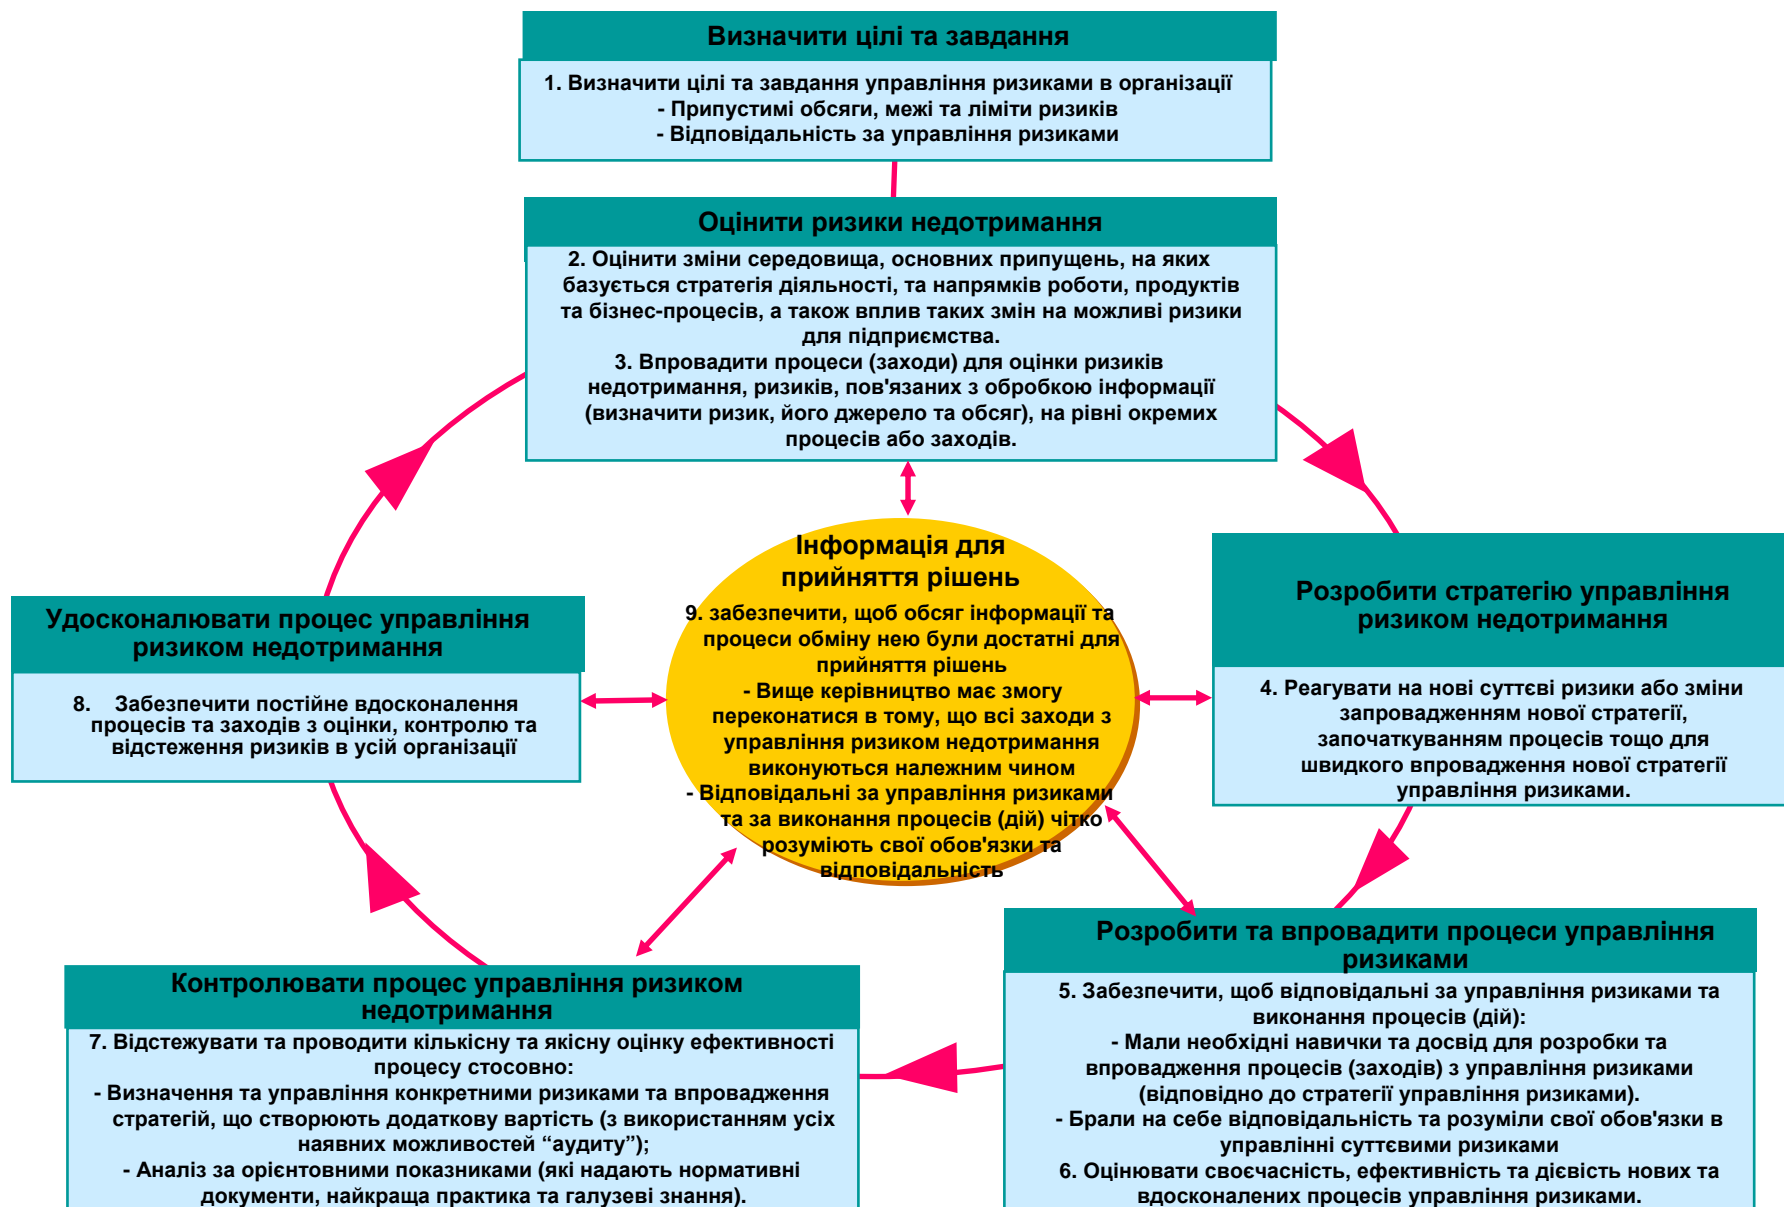 Визначити цілі та завдання
1. Визначити цілі та завдання управління ризиками в організації
- Припустимі обсяги, межі та ліміти ризиків
- Відповідальність за управління ризиками
Оцінити ризики недотримання
2. Оцінити зміни середовища, основних припущень, на яких
базується стратегія діяльності, та напрямків роботи, продуктів
та бізнес-процесів, а також вплив таких змін на можливі ризики
для підприємства.
3. Впровадити процеси (заходи) для оцінки ризиків
недотримання, ризиків, пов'язаних з обробкою інформації
(визначити ризик, його джерело та обсяг), на рівні окремих
процесів або заходів.
Розробити стратегію управління
ризиком недотримання
4. Реагувати на нові суттєві ризики або зміни
запровадженням нової стратегії,
започаткуванням процесів тощо для
швидкого впровадження нової стратегії
управління ризиками.
Розробити та впровадити процеси управління
ризиками
5. Забезпечити, щоб відповідальні за управління ризиками та
виконання процесів (дій):
- Мали необхідні навички та досвід для розробки та
впровадження процесів (заходів) з управління ризиками
(відповідно до стратегії управління ризиками).
- Брали на себе відповідальність та розуміли свої обов'язки в
управлінні суттєвими ризиками
6. Оцінювати своєчасність, ефективність та дієвість нових та
вдосконалених процесів управління ризиками.
Контролювати процес управління ризиком
недотримання
7. Відстежувати та проводити кількісну та якісну оцінку ефективності
процесу стосовно:
- Визначення та управління конкретними ризиками та впровадження
стратегій, що створюють додаткову вартість (з використанням усіх
наявних можливостей “аудиту”);
- Аналіз за орієнтовними показниками (які надають нормативні
документи, найкраща практика та галузеві знання).
Удосконалювати процес управління
ризиком недотримання
8. Забезпечити постійне вдосконалення
процесів та заходів з оцінки, контролю та
відстеження ризиків в усій організації
Інформація для
прийняття рішень
9. забезпечити, щоб обсяг інформації та
процеси обміну нею були достатні для
прийняття рішень
- Вище керівництво має змогу
переконатися в тому, що всі заходи з
управління ризиком недотримання
виконуються належним чином
- Відповідальні за управління ризиками
та за виконання процесів (дій) чітко
розуміють свої обов'язки та
відповідальність